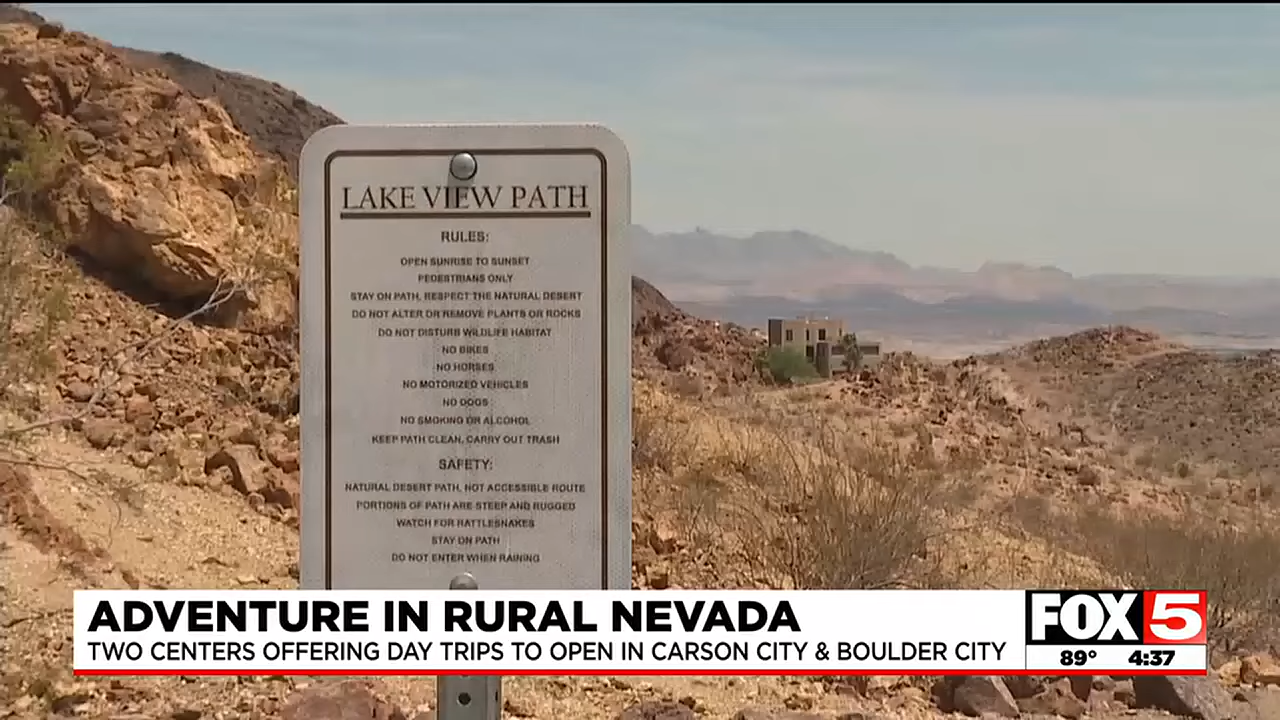 LAKE VIEW PATH
RULES:
OPEN SUNRISE TO SUNSET
PEDESTRIANS ONLY
STAY ON PATH, RESPECT THE NATURAL DESERT
DO NOT ALTER OR REMOVE PLANTS OR ROCKS
DO NOT DISTURB WILDLIFE HABITAT
NO BIKES
NO HORSES
NO MOTORIZED VEHICLES
NO DOGS
NO SMOKING OR ALCOHOL
KEEP PATH CLEAN, CARRY OUT TRASH
SAFETY:
NATURAL DESERT PATH, NOT ACCESSIBLE ROUTE
PORTIONS OF PATH ARE STEEP AND RUGGED
WATCH FOR RATTLESNAKES
STAY ON PATH
DO NOT ENTER WHEN RAINING
ADVENTURE IN RURAL NEVADA
TWO CENTERS OFFERING DAY TRIPS TO OPEN IN CARSON CITY & BOULDER CITY
FOX 5
89° 4:37